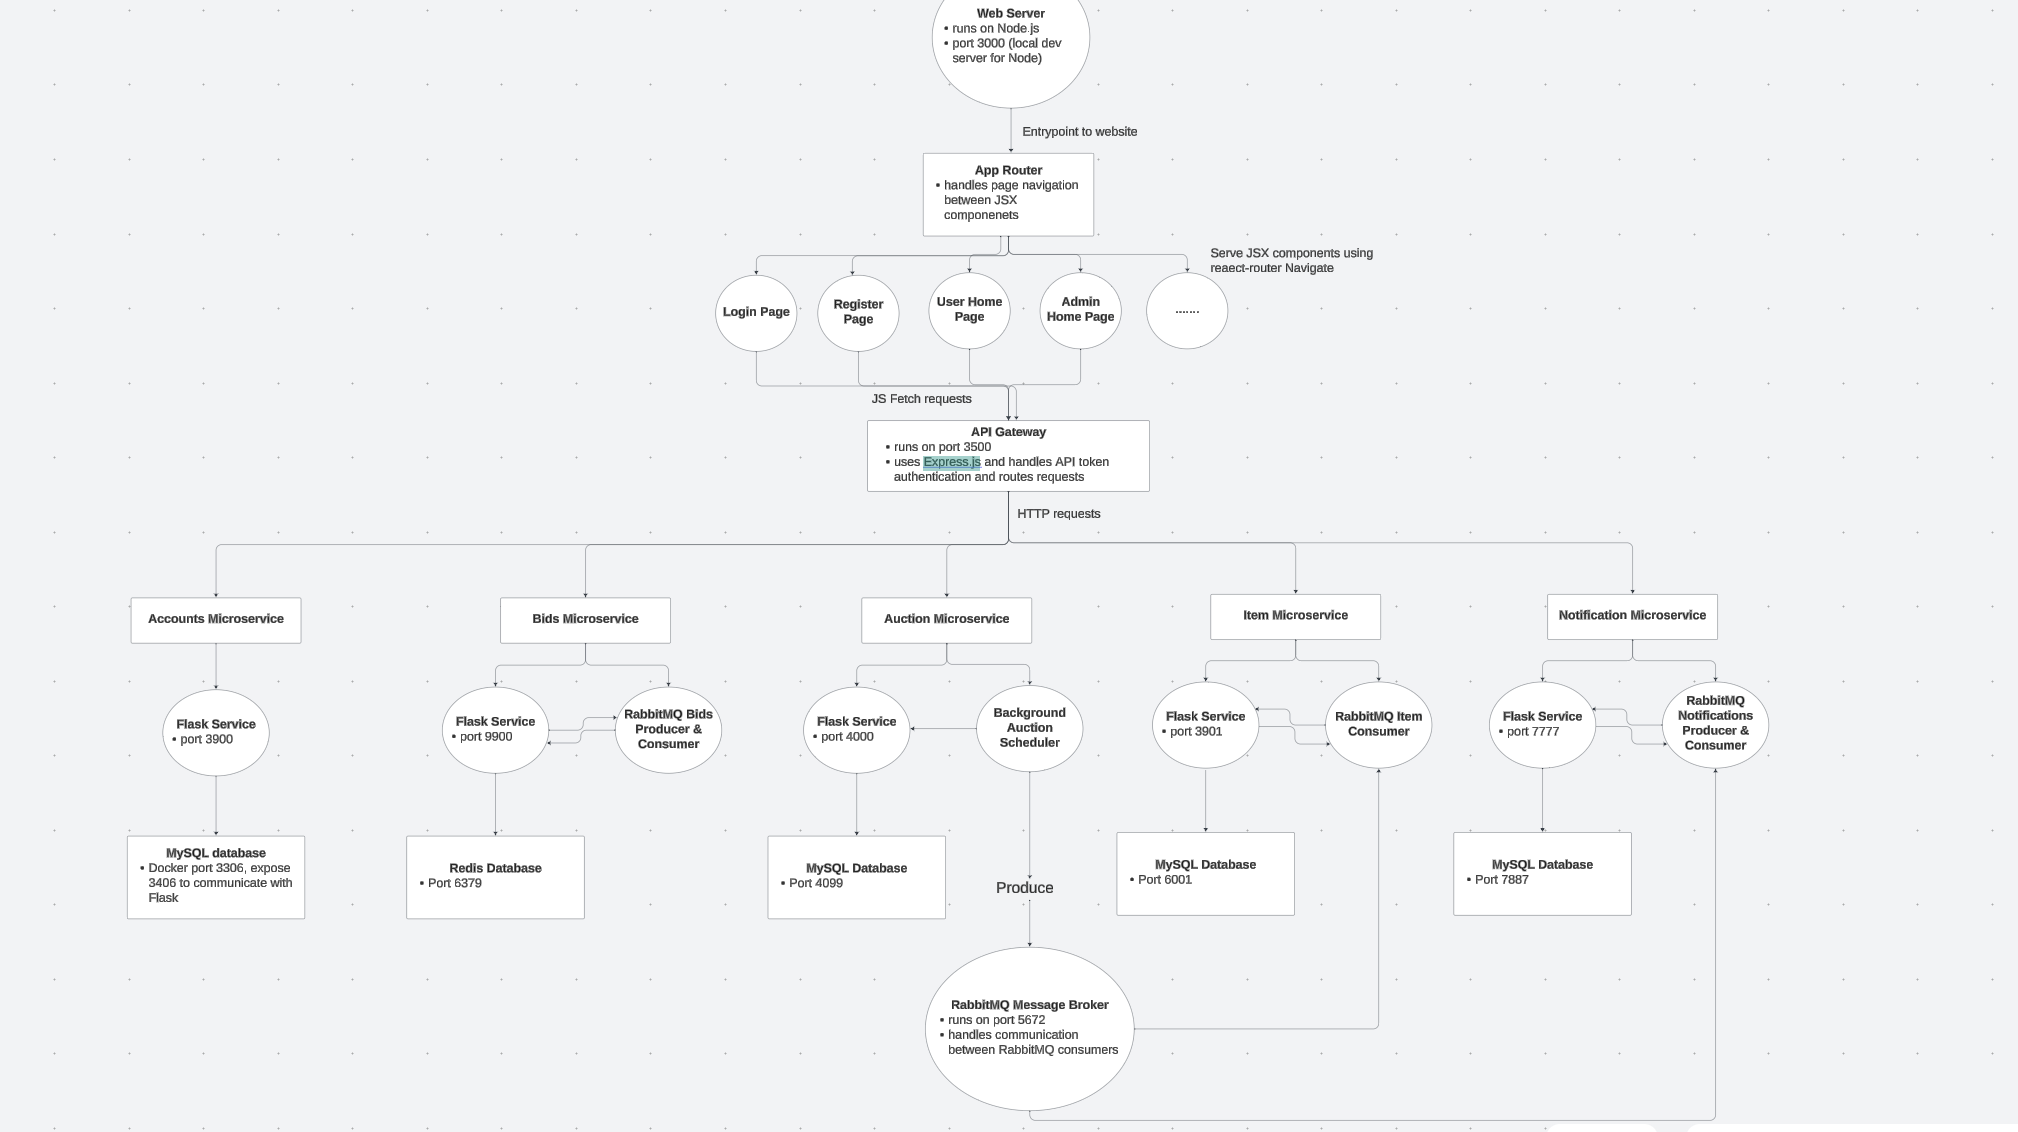 Web Server
• runs on Node.js
• port 3000 (local dev
server for Node)
Entrypoint to website
App Router
• handles page navigation
between JSX
componenets
Serve JSX components using
reaect-router Navigate
Login Page
Register
Page
User Home
Page
Admin
Home Page
.......
JS Fetch requests
API Gateway
• runs on port 3500
• uses Express.js and handles API token
authentication and routes requests
HTTP requests
Accounts Microservice
Bids Microservice
Auction Microservice
Item Microservice
Notification Microservice
Flask Service
• port 3900
Flask Service
• port 9900
RabbitMQ Bids
Producer &
Consumer
Flask Service
• port 4000
Background
Auction
Scheduler
Flask Service
• port 3901
RabbitMQ Item
Consumer
Flask Service
• port 7777
RabbitMQ
Notifications
Producer &
Consumer
MySQL database
• Docker port 3306, expose
3406 to communicate with
Flask
Redis Database
• Port 6379
MySQL Database
• Port 4099
Produce
MySQL Database
• Port 6001
MySQL Database
• Port 7887
RabbitMQ Message Broker
• runs on port 5672
• handles communication
between RabbitMQ consumers